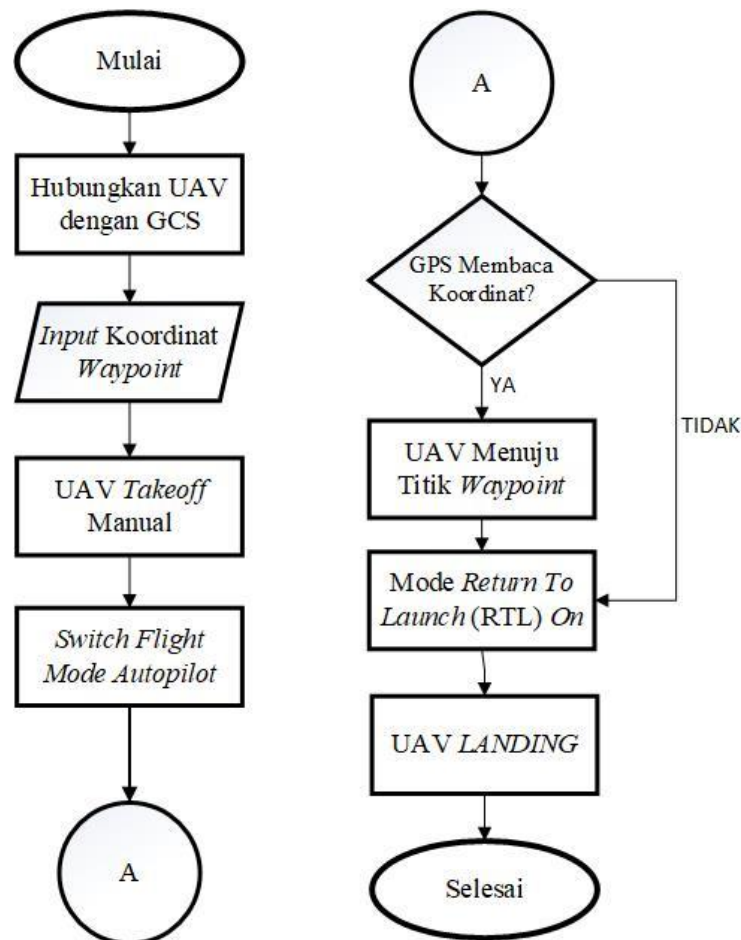 Mulai
Hubungkan UAV
dengan GCS
Input Koordinat
Waypoint
UAV Takeoff
Manual
Switch Flight
Mode Autopilot
A
A
GPS Membaca
Koordinat?
YA
TIDAK
UAV Menuju
Titik Waypoint
Mode Return To
Launch (RTL) On
UAV LANDING
Selesai